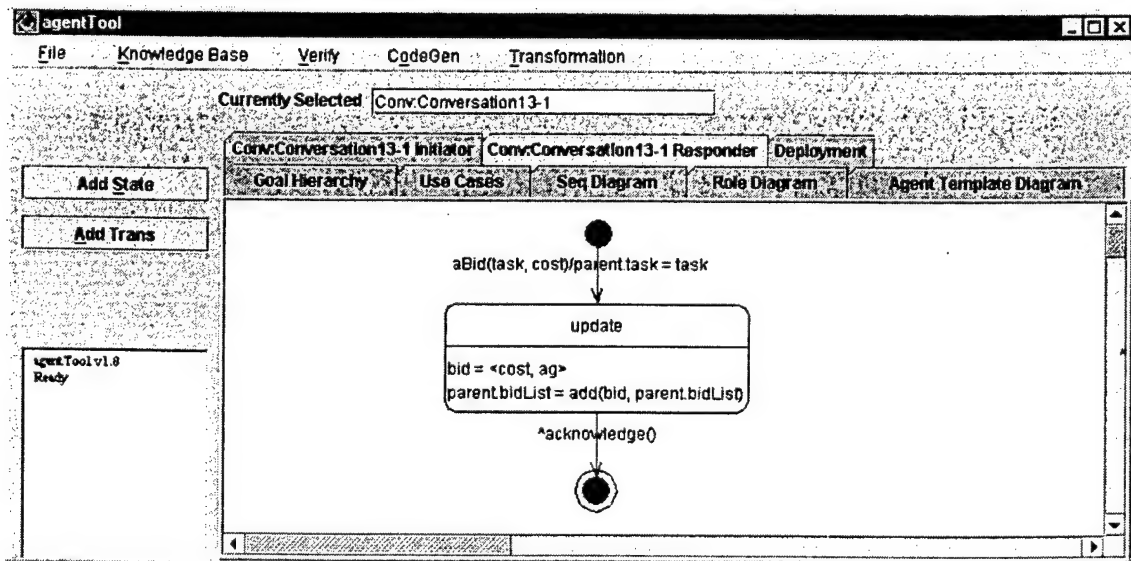 agentTool
File Knowledge Base Verify CodeGen Transformation
Currently Selected Conv:Conversation13-1
Conv:Conversation13-1 Initiator Conv:Conversation13-1 Responder Deployment
Goal Hierarchy Use Cases Seq Diagram Role Diagram Agent Template Diagram
Add State
Add Trans
aBid(task, cost)/parent.task = task
update
bid = <cost, ag>
parent.bidList = add(bid, parent.bidList)
^acknowledge()
agentTool v1.8
Ready